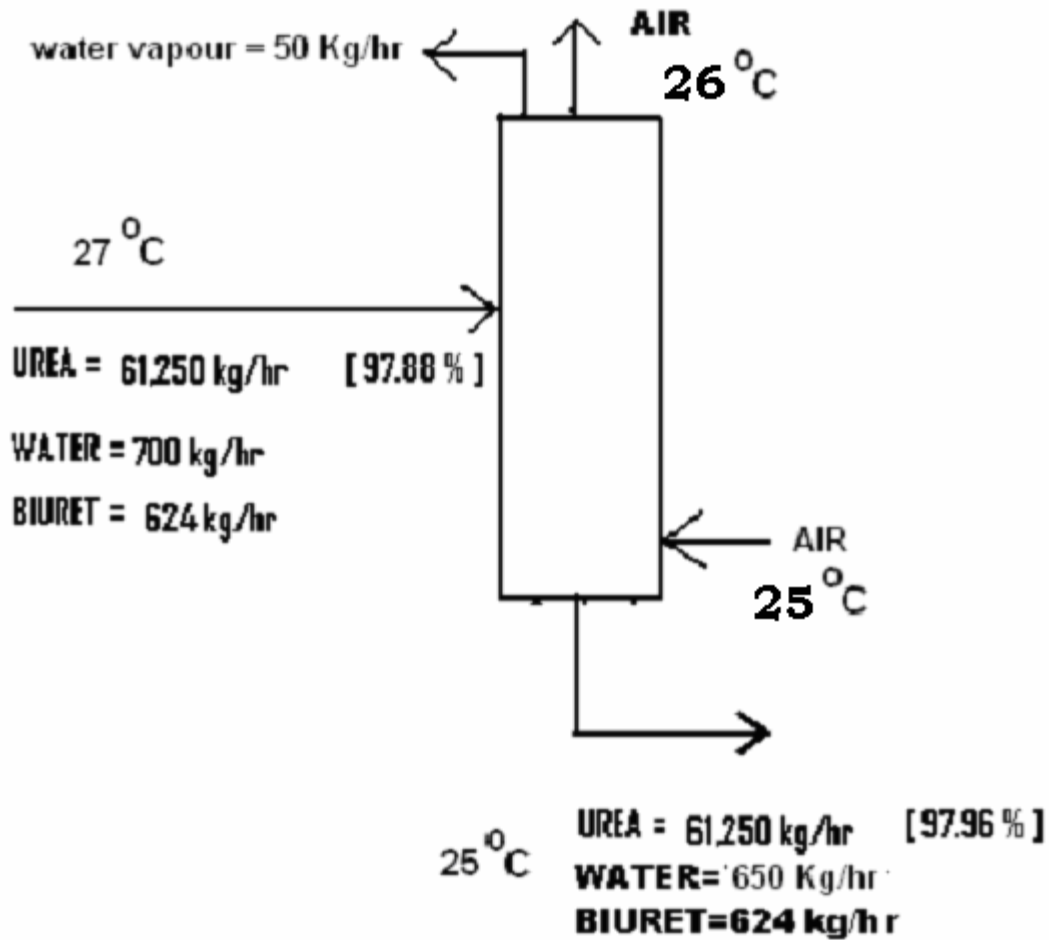 AIR
water vapour = 50 Kg/hr
26 °C
27 °C
UREA = 61,250 kg/hr [97.88 %]
WATER = 700 kg/hr
BIURET = 624 kg/hr
AIR
25 °C
UREA = 61,250 kg/hr [97.96 %]
25 °C
WATER= 650 Kg/hr
BIURET=624 kg/hr